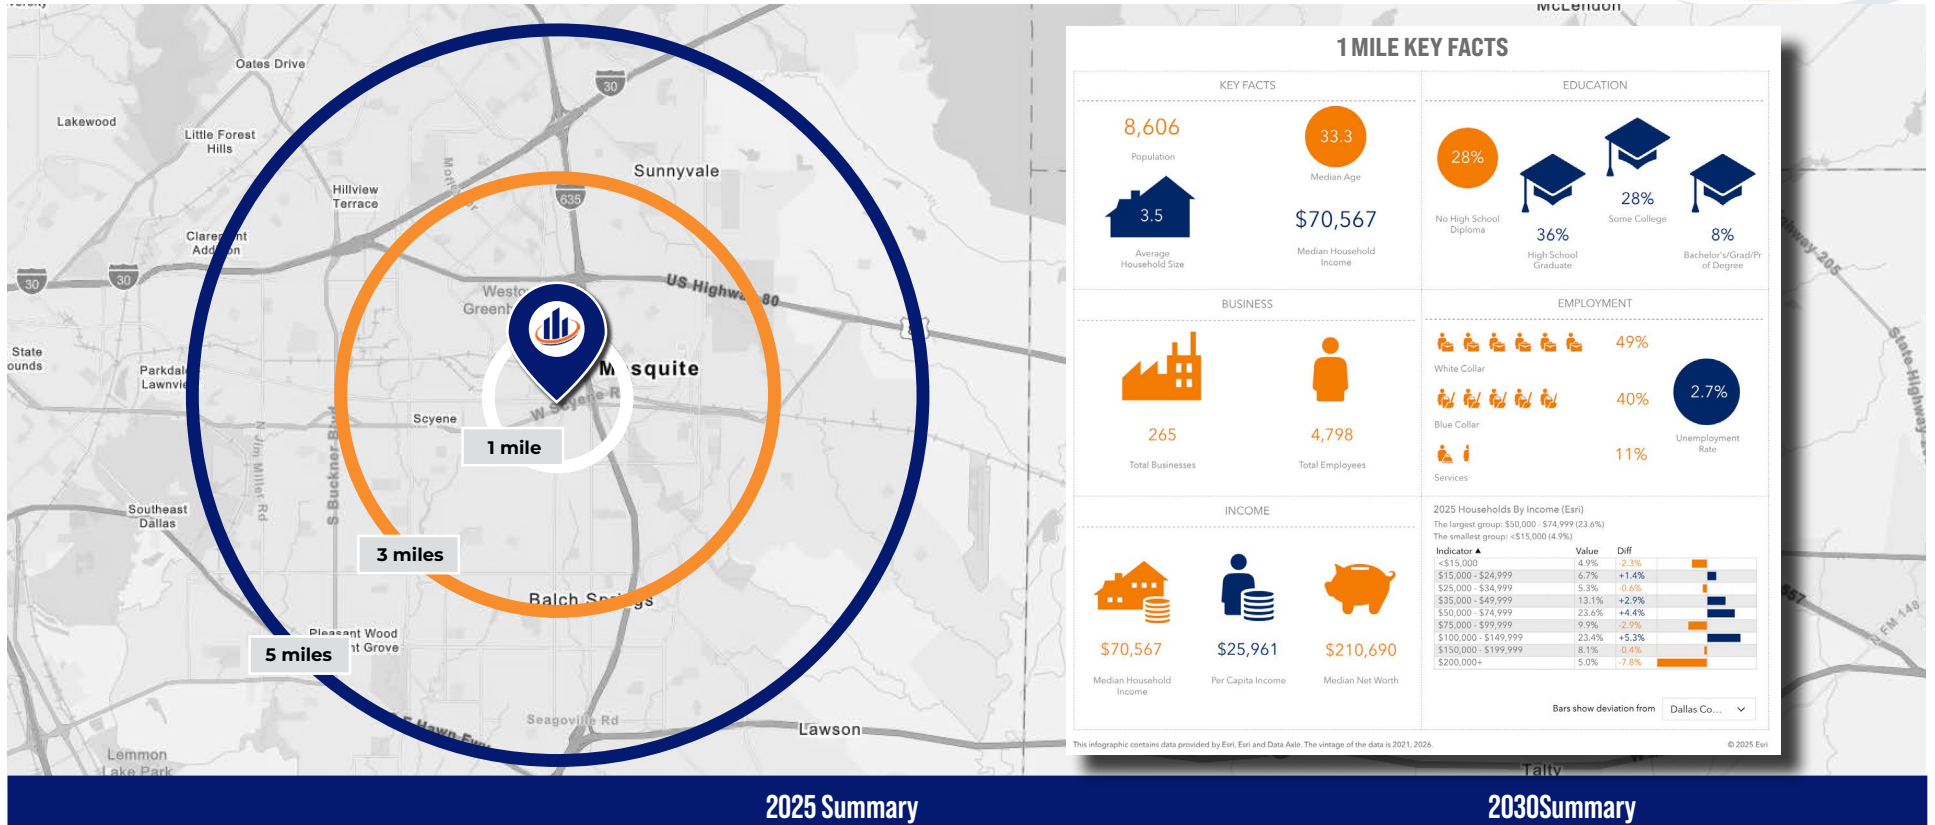 McLendon
Oates Drive
30
Lakewood
Little Forest
Hills
Sunnyvale
Hillview
Terrace
635
Addition
30
30
US Highway 80
Mesquite
State
Parkdale
W Scyene R
Scyene
1 mile
N Jim Miller Rd
S Buckner Blvd
Southeast
Dallas
3 miles
Balch Springs
Pleasant Wood
5 miles
Seagoville Rd
Lawson
Lemmon
Lake Park
Talty
State Highway
FM 148
1 MILE KEY FACTS
KEY FACTS
8,606
Population
33.3
Median Age
3.5
Average
Household Size
$70,567
Median Household
Income
EDUCATION
28%
No High School
Diploma
36%
High School
Graduate
28%
Some College
8%
Bachelor's/Grad/Pr
of Degree
BUSINESS
265
Total Businesses
4,798
Total Employees
EMPLOYMENT
49%
White Collar
40%
Blue Collar
11%
Services
2.7%
Unemployment
Rate
INCOME
$70,567
Median Household
Income
$25,961
Per Capita Income
$210,690
Median Net Worth
2025 Households By Income (Esri)
The largest group: $50,000 - $74,999 (23.6%)
The smallest group: <$15,000 (4.9%)
Indicator ▲ Value Diff
<$15,000 4.9% -2.3%
$15,000 - $24,999 6.7% +1.4%
$25,000 - $34,999 5.3% -0.6%
$35,000 - $49,999 13.1% +2.9%
$50,000 - $74,999 23.6% +4.4%
$75,000 - $99,999 9.9% -2.9%
$100,000 - $149,999 23.4% +5.3%
$150,000 - $199,999 8.1% -0.4%
$200,000+ 5.0% -7.8%
Bars show deviation from Dallas Co...
This infographic contains data provided by Esri, Esri and Data Axle. The vintage of the data is 2021, 2026.
© 2025 Esri
2025 Summary
2030Summary